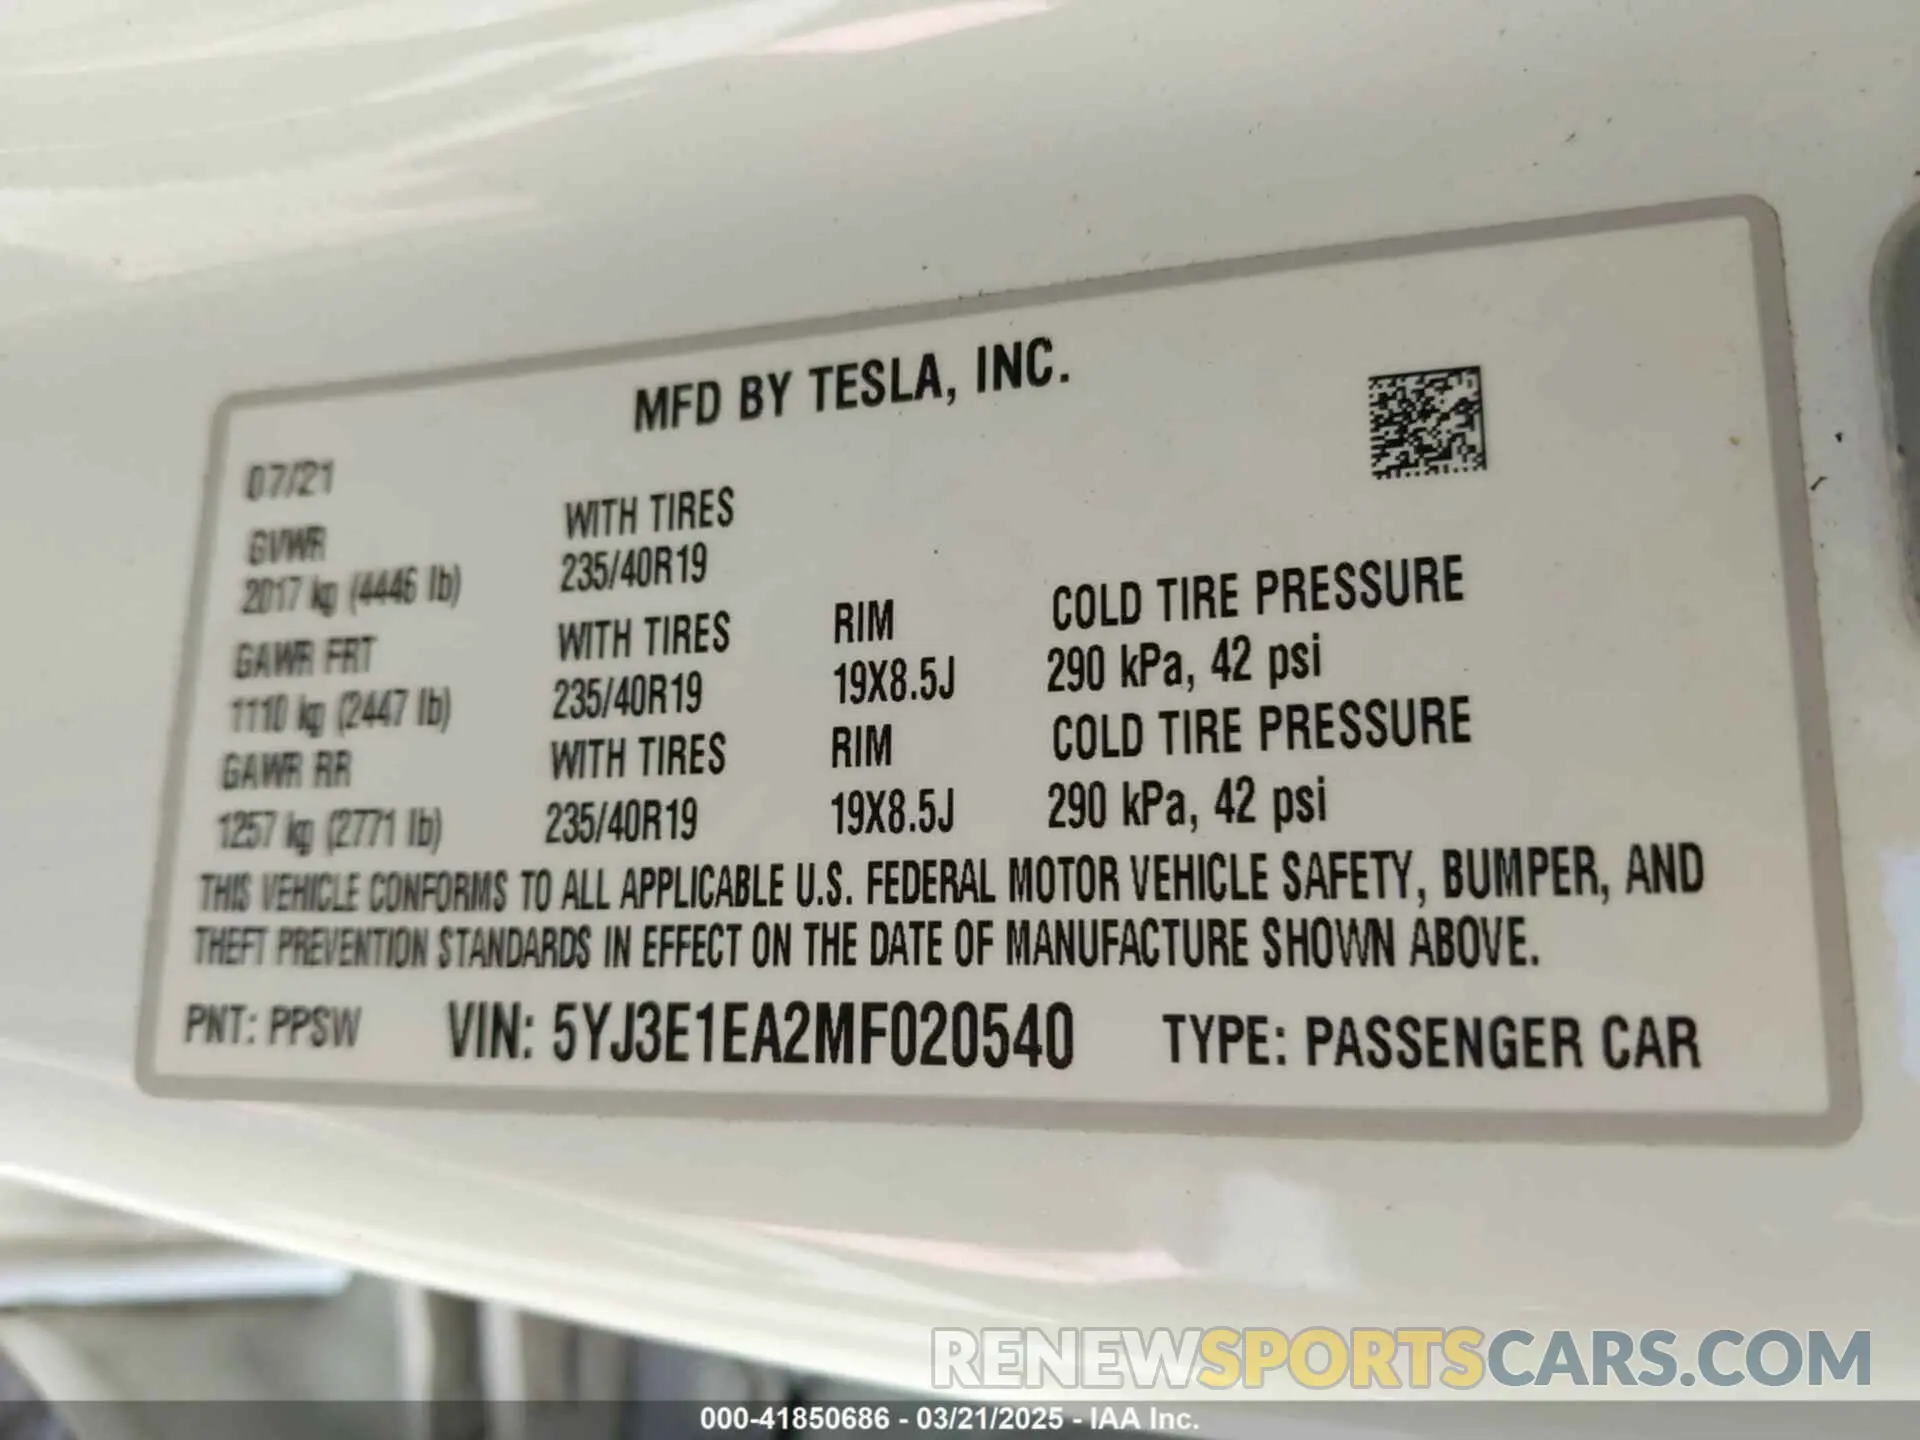 MFD BY TESLA, INC.
07/21
GVWR WITH TIRES
2017 kg (4446 lb) 235/40R19
GAWR FRT WITH TIRES RIM COLD TIRE PRESSURE
1110 kg (2447 lb) 235/40R19 19X8.5J 290 kPa, 42 psi
GAWR RR WITH TIRES RIM COLD TIRE PRESSURE
1257 kg (2771 lb) 235/40R19 19X8.5J 290 kPa, 42 psi
THIS VEHICLE CONFORMS TO ALL APPLICABLE U.S. FEDERAL MOTOR VEHICLE SAFETY, BUMPER, AND
THEFT PREVENTION STANDARDS IN EFFECT ON THE DATE OF MANUFACTURE SHOWN ABOVE.
PNT: PPSW VIN: 5YJ3E1EA2MF020540 TYPE: PASSENGER CAR
RENEWSPORTSCARS.COM
000-41850686 - 03/21/2025 - IAA Inc.